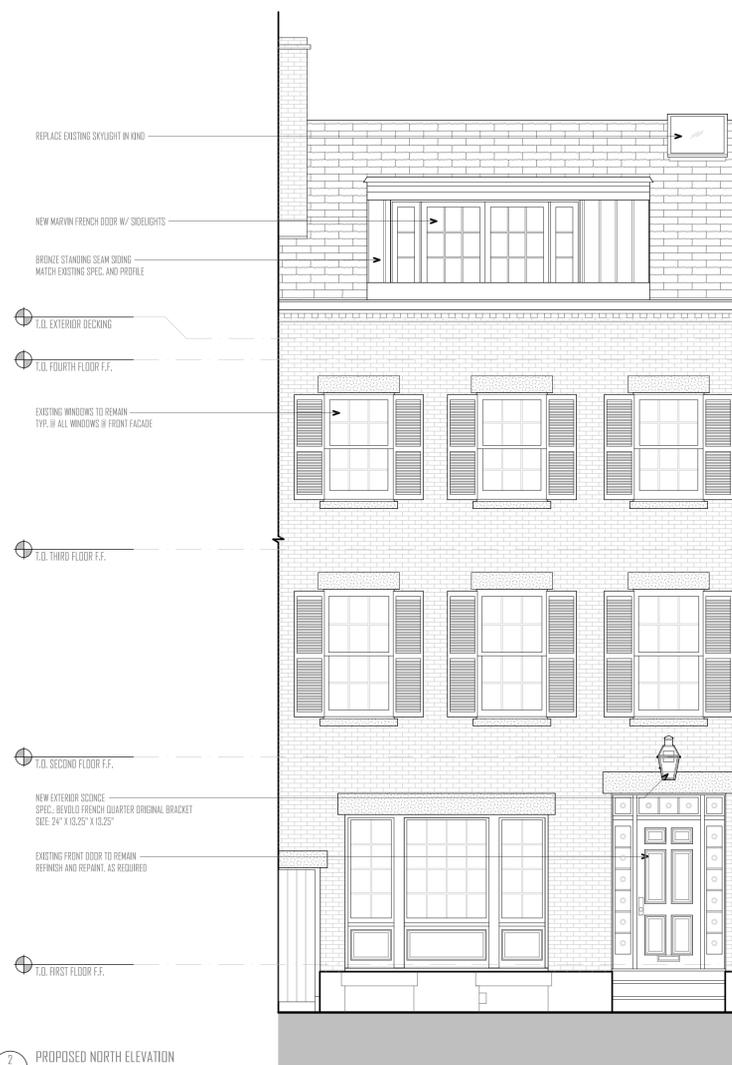 REPLACE EXISTING SKYLIGHT IN KIND
NEW MARVIN FRENCH DOOR W/ SIDELIGHTS
BRONZE STANDING SEAM SIDING
MATCH EXISTING SPEC. AND PROFILE
T.O. EXTERIOR DECKING
T.O. FOURTH FLOOR F.F.
EXISTING WINDOWS TO REMAIN
TYP. @ ALL WINDOWS @ FRONT FACADE
T.O. THIRD FLOOR F.F.
T.O. SECOND FLOOR F.F.
NEW EXTERIOR SCONCE
SPEC.: BEVOLO FRENCH QUARTER ORIGINAL BRACKET
SIZE: 24" X 13.25" X 13.25"
EXISTING FRONT DOOR TO REMAIN
REFINISH AND REPAINT, AS REQUIRED
T.O. FIRST FLOOR F.F.
2 PROPOSED NORTH ELEVATION